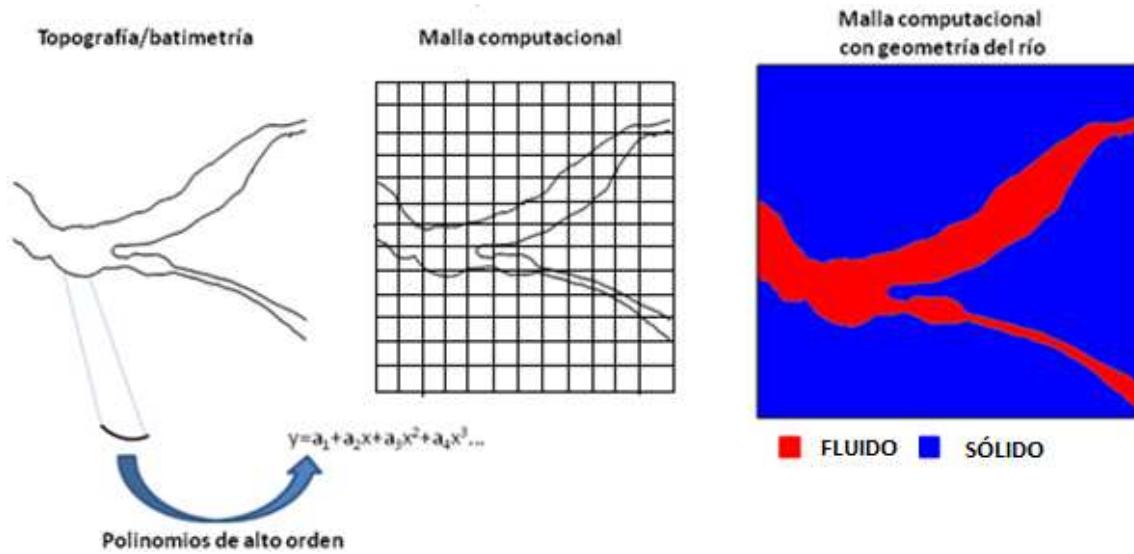 Topografía/batimetría
Malla computacional
Malla computacional
con geometría del río
y=a₁+a₂x+a₃x²+a₄x³...
Polinomios de alto orden
FLUIDO
SÓLIDO